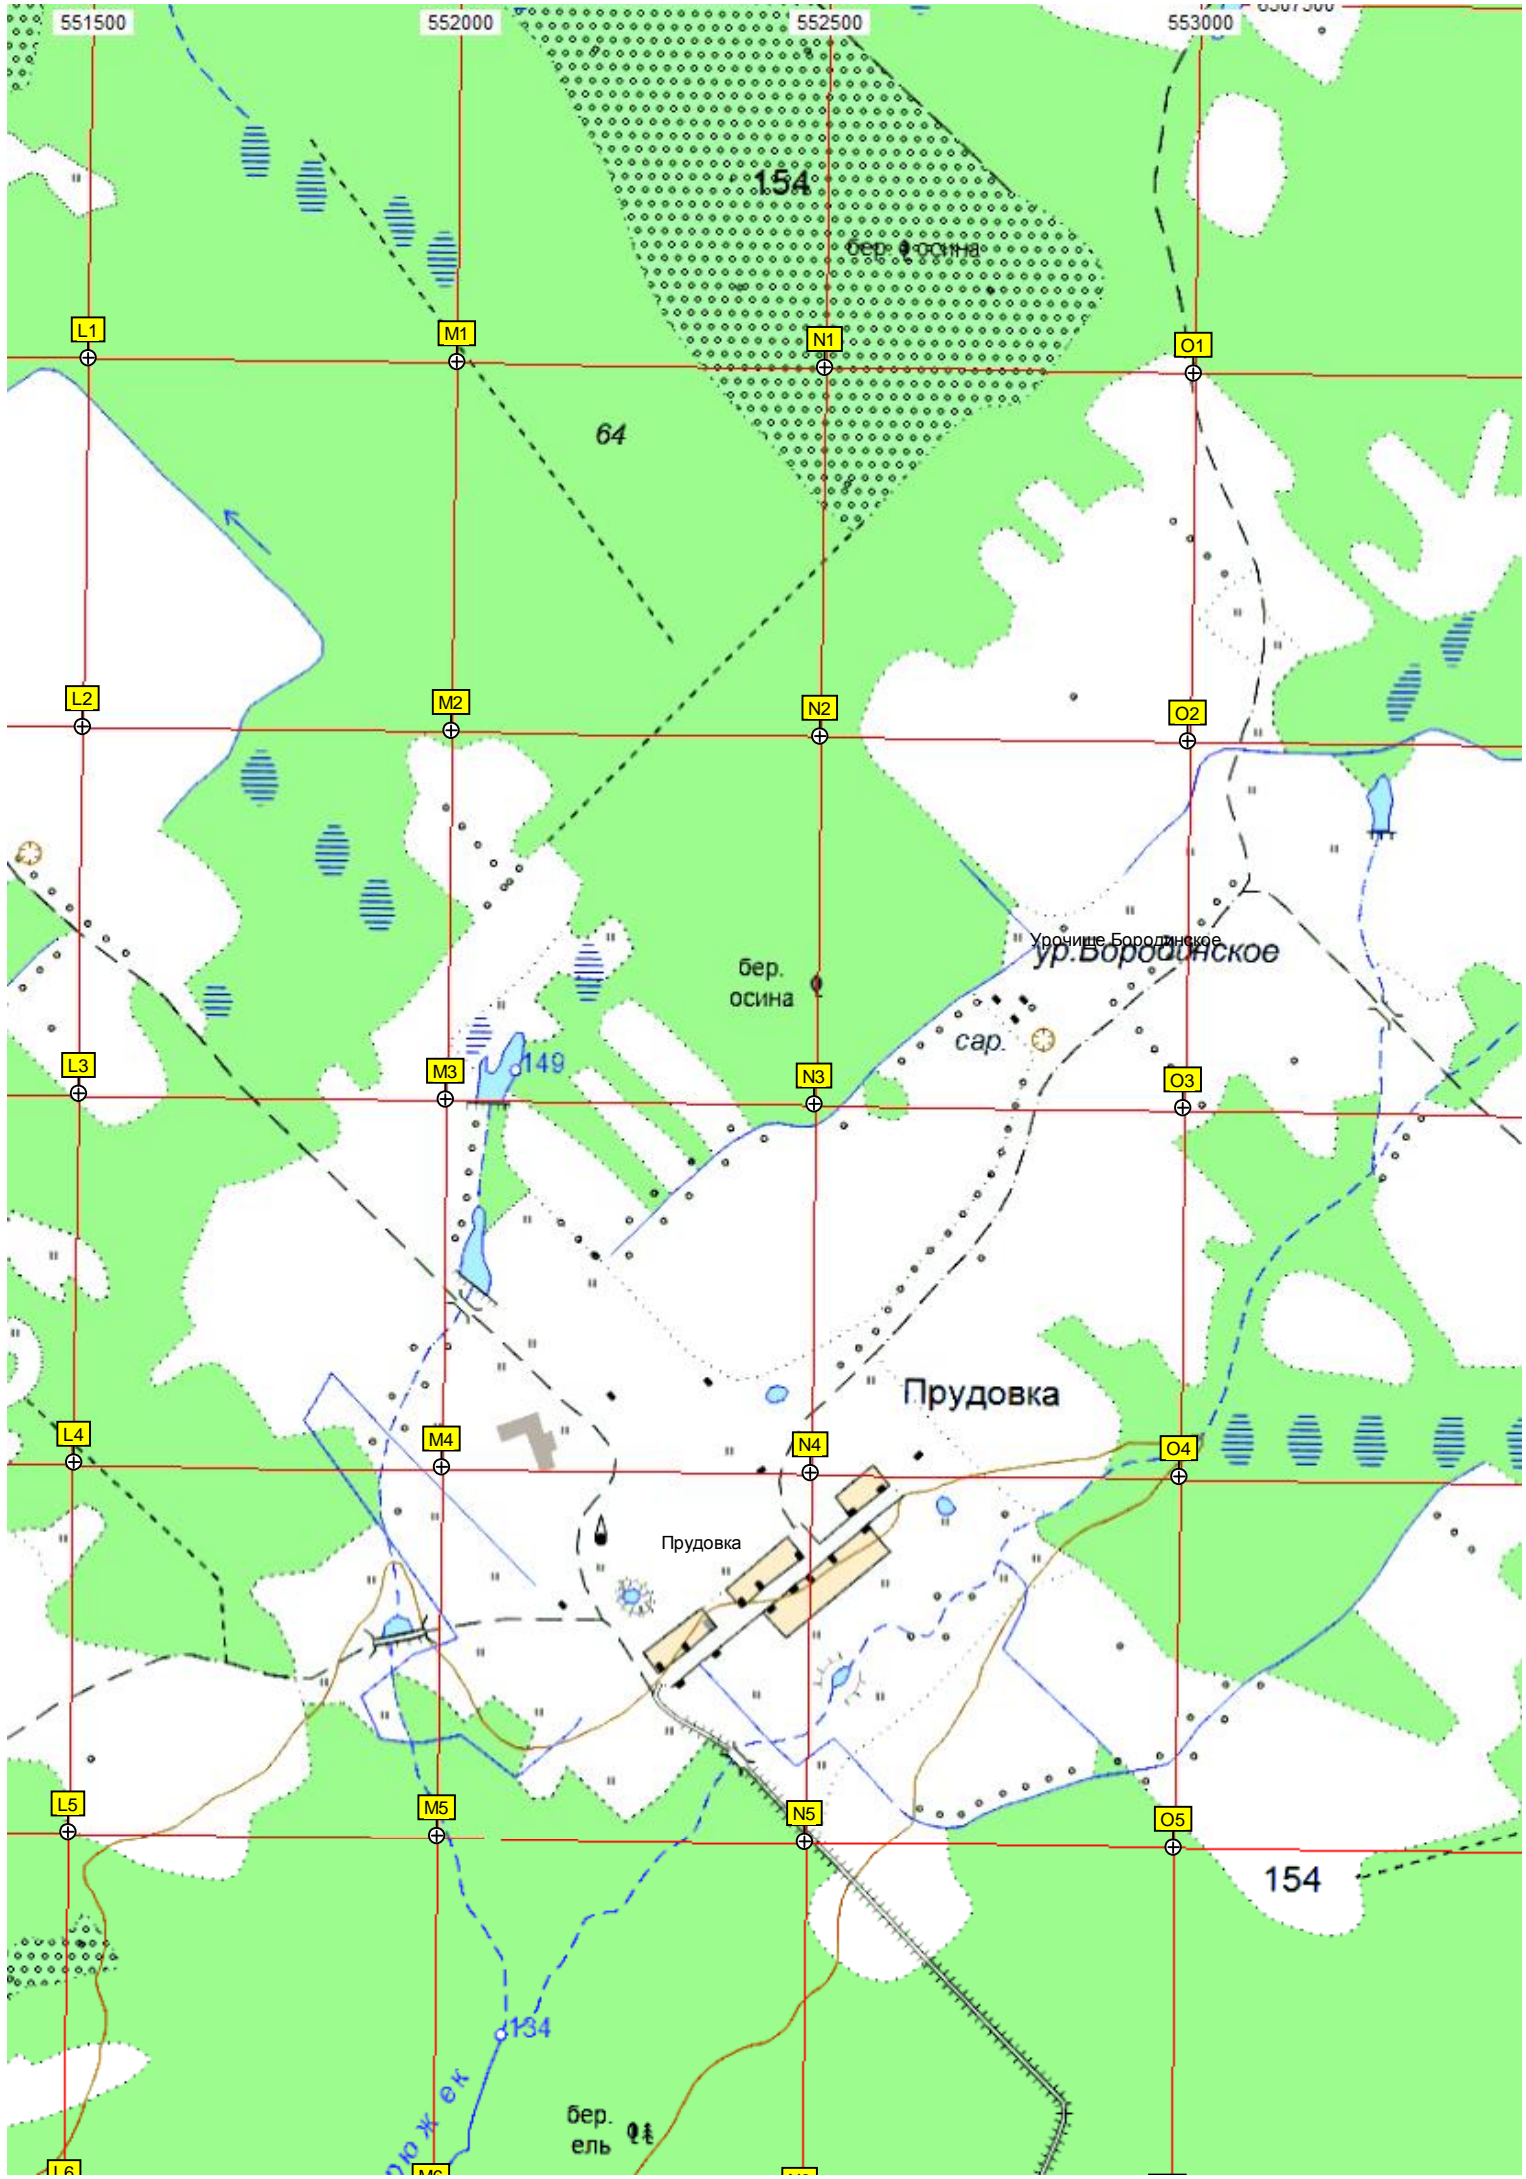 551500 552000 552500 553000
154
бер. осина
L1 M1 N1 O1
64
L2 M2 N2 O2
Урочище Бородинское
ур.Бородинское
бер.
осина
сар.
149
L3 M3 N3 O3
Прудовка
L4 M4 N4 O4
Прудовка
L5 M5 N5 O5
154
134
бер.
ель
L6 M6